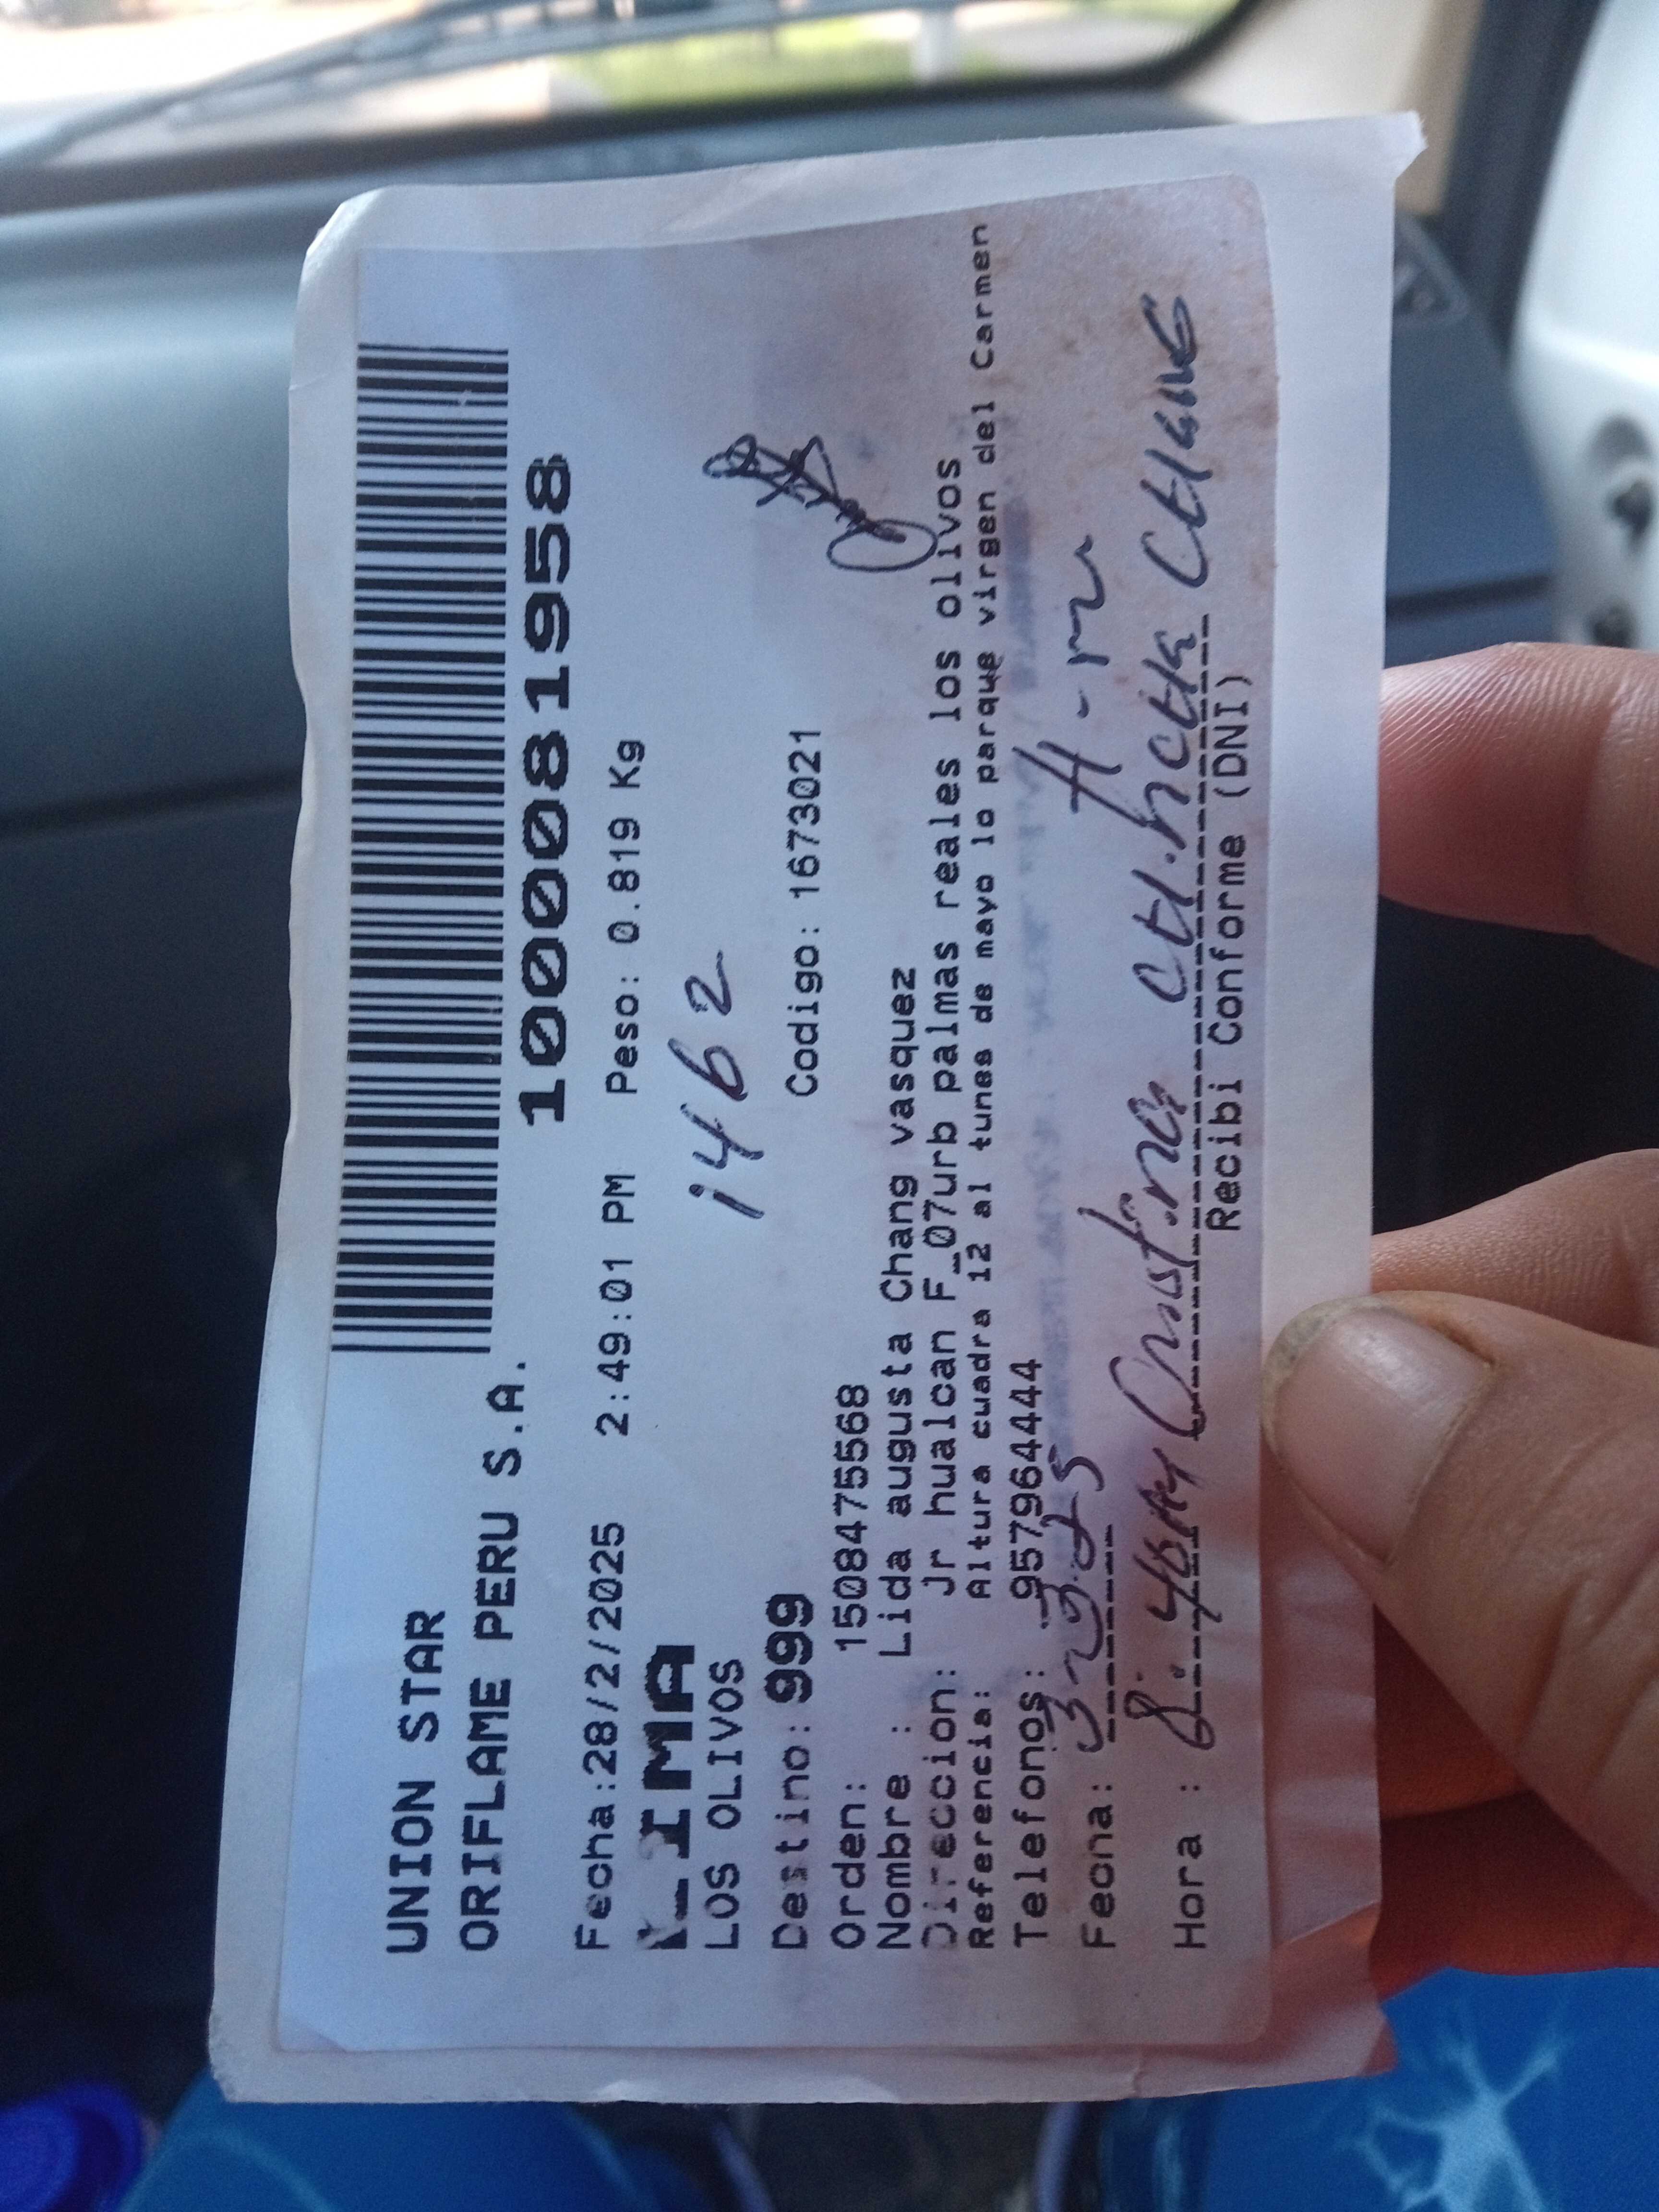 UNION STAR
ORIFLAME PERU S.A.
1000081958
Fecha:28/2/2025 2:49:01 PM Peso: 0.819 Kg
LIMA
LOS OLIVOS
1462
Destino: 999
Codigo: 1673021
Orden: 1508475568
Nombre : Lida augusta Chang vasquez
Direccion: Jr hualcan F_07urb palmas reales los olivos
Referencia: Altura cuadra 12 al tunes de mayo lo parque virgen del Carmen
Telefonos: 957964444
Fecha:
Hora : 8:40
Recibi Conforme (DNI)